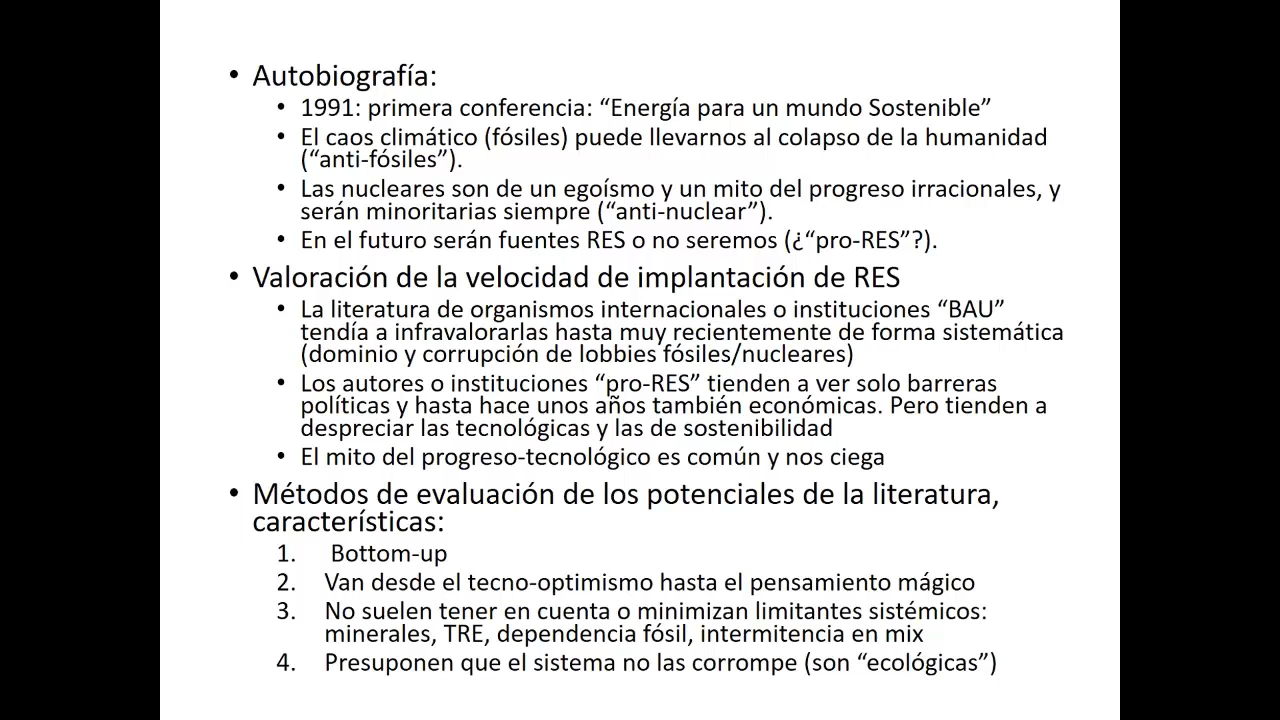 • Autobiografía:
• 1991: primera conferencia: “Energía para un mundo Sostenible”
• El caos climático (fósiles) puede llevarnos al colapso de la humanidad
(“anti-fósiles”).
• Las nucleares son de un egoísmo y un mito del progreso irracionales, y
serán minoritarias siempre (“anti-nuclear”).
• En el futuro serán fuentes RES o no seremos (¿“pro-RES”?).
• Valoración de la velocidad de implantación de RES
• La literatura de organismos internacionales o instituciones “BAU”
tendía a infravalorarlas hasta muy recientemente de forma sistemática
(dominio y corrupción de lobbies fósiles/nucleares)
• Los autores o instituciones “pro-RES” tienden a ver solo barreras
políticas y hasta hace unos años también económicas. Pero tienden a
despreciar las tecnológicas y las de sostenibilidad
• El mito del progreso-tecnológico es común y nos ciega
• Métodos de evaluación de los potenciales de la literatura,
características:
1. Bottom-up
2. Van desde el tecno-optimismo hasta el pensamiento mágico
3. No suelen tener en cuenta o minimizan limitantes sistémicos:
minerales, TRE, dependencia fósil, intermitencia en mix
4. Presuponen que el sistema no las corrompe (son “ecológicas”)